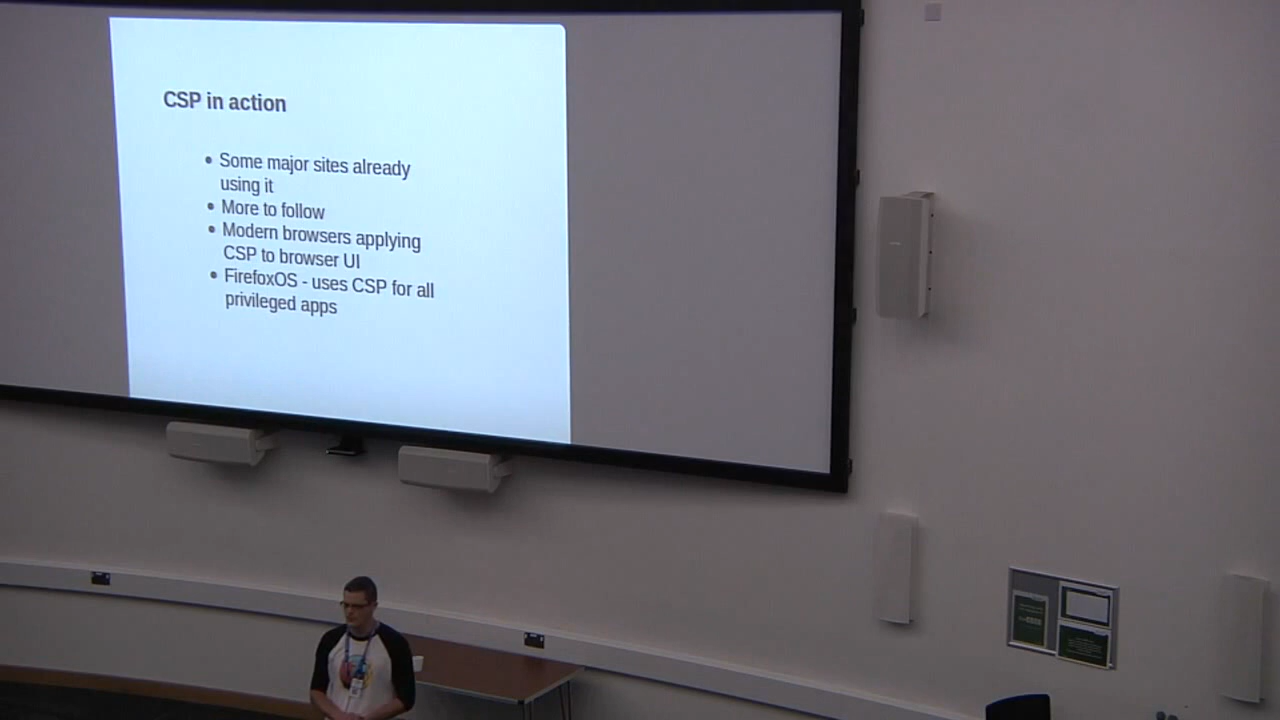 CSP in action
• Some major sites already
using it
• More to follow
• Modern browsers applying
CSP to browser UI
• FirefoxOS - uses CSP for all
privileged apps